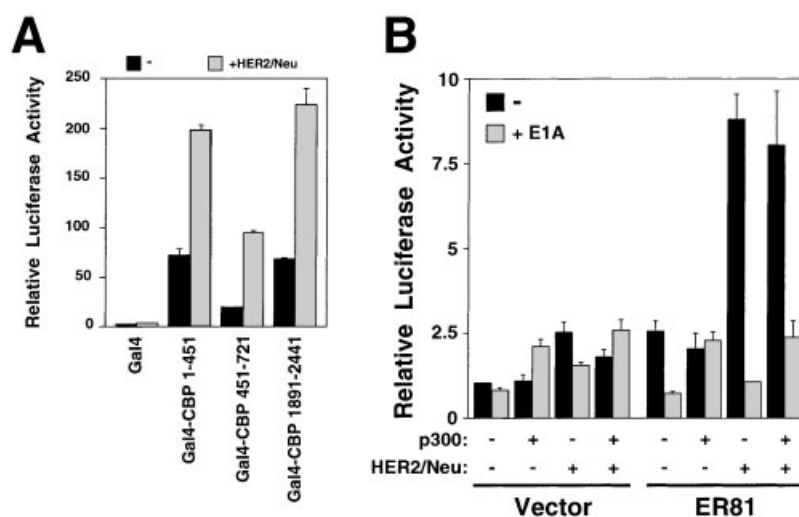 A
- +HER2/Neu
Relative Luciferase Activity
250
200
150
100
50
0
Gal4
Gal4-CBP 1-451
Gal4-CBP 451-721
Gal4-CBP 1891-2441
B
-
+ E1A
Relative Luciferase Activity
10
7.5
5
2.5
0
p300: - + - + - + - +
HER2/Neu: - - + + - - + +
Vector ER81